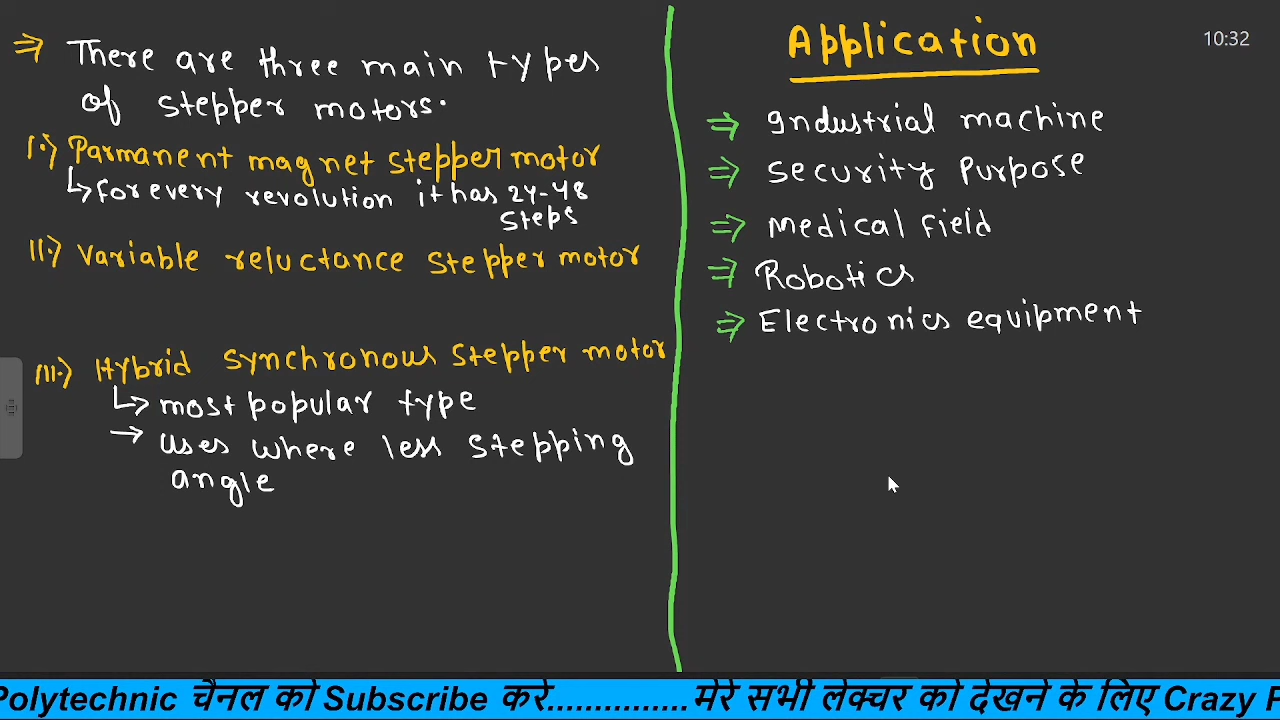 ⇒ There are three main types
of stepper motors.
I.) Parmanent magnet stepper motor
↳ for every revolution it has 24-48
steps
II.) Variable reluctance stepper motor
III.) Hybrid synchronous stepper motor
↳ most popular type
→ uses where less stepping
angle
Application
10:32
⇒ Industrial machine
⇒ security purpose
⇒ medical field
⇒ Robotics
⇒ Electronics equipment
Polytechnic चैनल को Subscribe करे................मेरे सभी लेक्चर को देखने के लिए Crazy P